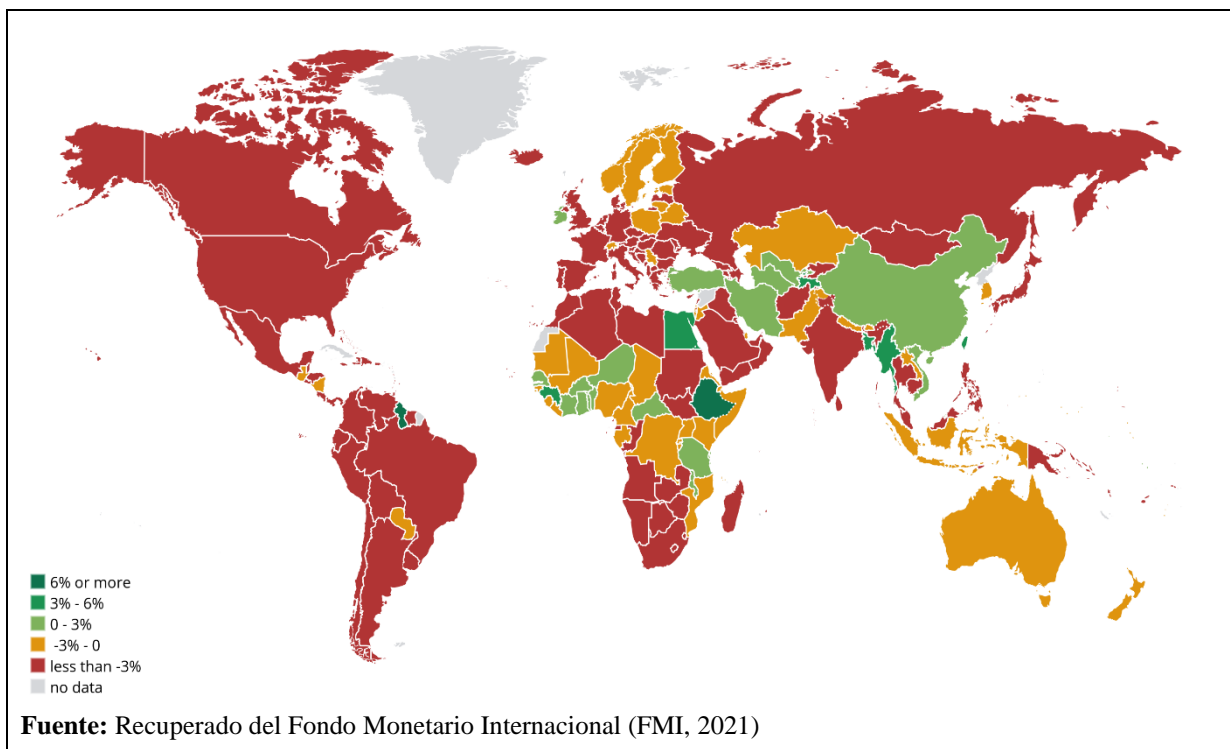 6% or more
3% - 6%
0 - 3%
-3% - 0
less than -3%
no data
Fuente: Recuperado del Fondo Monetario Internacional (FMI, 2021)